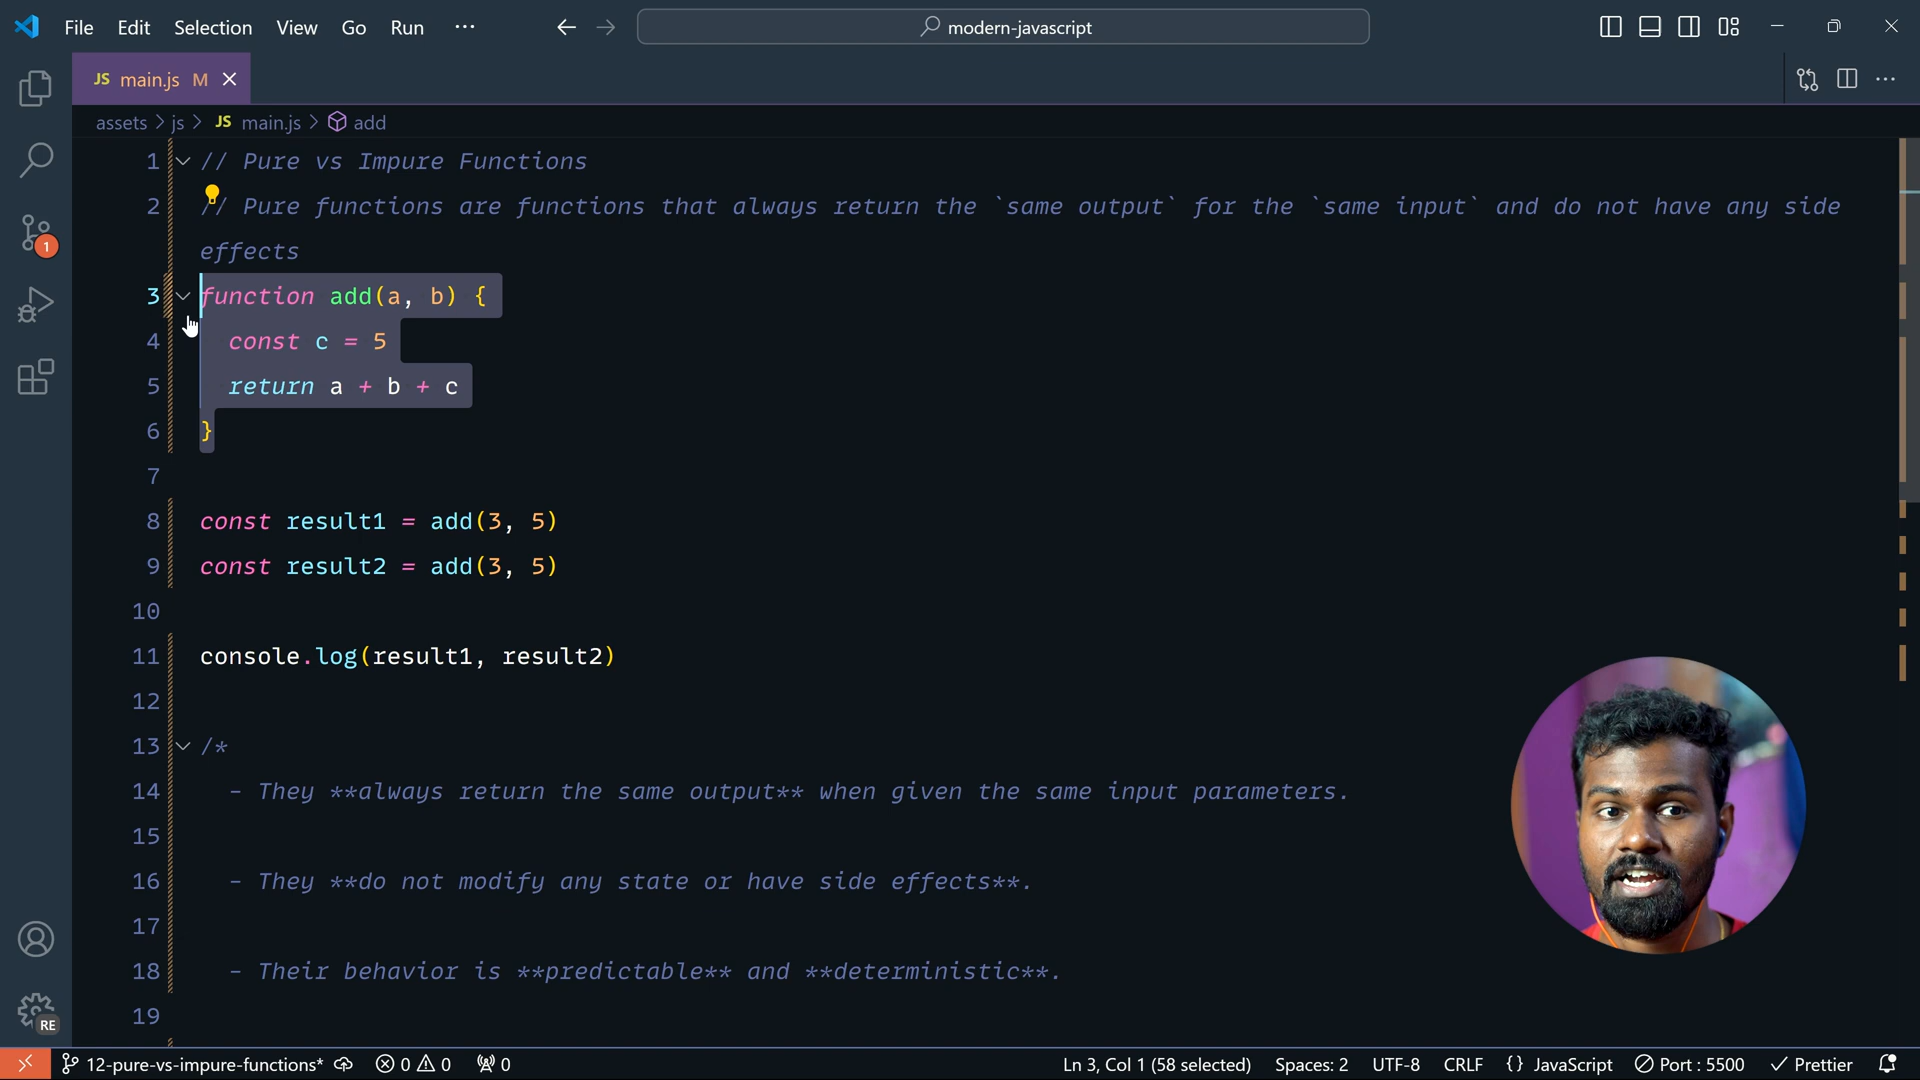 File Edit Selection View Go Run ···
modern-javascript
JS main.js M
assets > js > JS main.js > add
1 // Pure vs Impure Functions
2 // Pure functions are functions that always return the `same output` for the `same input` and do not have any side
effects
3 function add(a, b) {
4 const c = 5
5 return a + b + c
6 }
7
8 const result1 = add(3, 5)
9 const result2 = add(3, 5)
10
11 console.log(result1, result2)
12
13 /*
14 - They **always return the same output** when given the same input parameters.
15
16 - They **do not modify any state or have side effects**.
17
18 - Their behavior is **predictable** and **deterministic**.
19
1
RE
12-pure-vs-impure-functions* 0 0 0 Ln 3, Col 1 (58 selected) Spaces: 2 UTF-8 CRLF {} JavaScript Port : 5500 Prettier